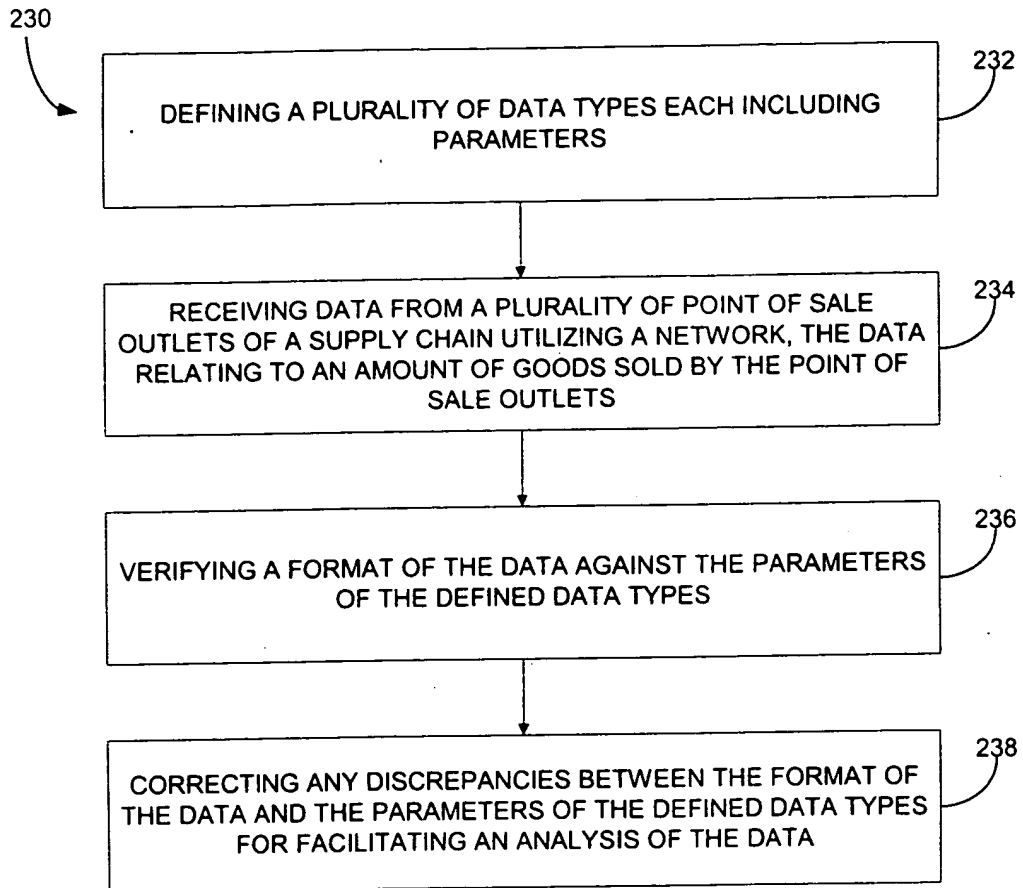 230
232
DEFINING A PLURALITY OF DATA TYPES EACH INCLUDING
PARAMETERS
234
RECEIVING DATA FROM A PLURALITY OF POINT OF SALE
OUTLETS OF A SUPPLY CHAIN UTILIZING A NETWORK, THE DATA
RELATING TO AN AMOUNT OF GOODS SOLD BY THE POINT OF
SALE OUTLETS
236
VERIFYING A FORMAT OF THE DATA AGAINST THE PARAMETERS
OF THE DEFINED DATA TYPES
238
CORRECTING ANY DISCREPANCIES BETWEEN THE FORMAT OF
THE DATA AND THE PARAMETERS OF THE DEFINED DATA TYPES
FOR FACILITATING AN ANALYSIS OF THE DATA